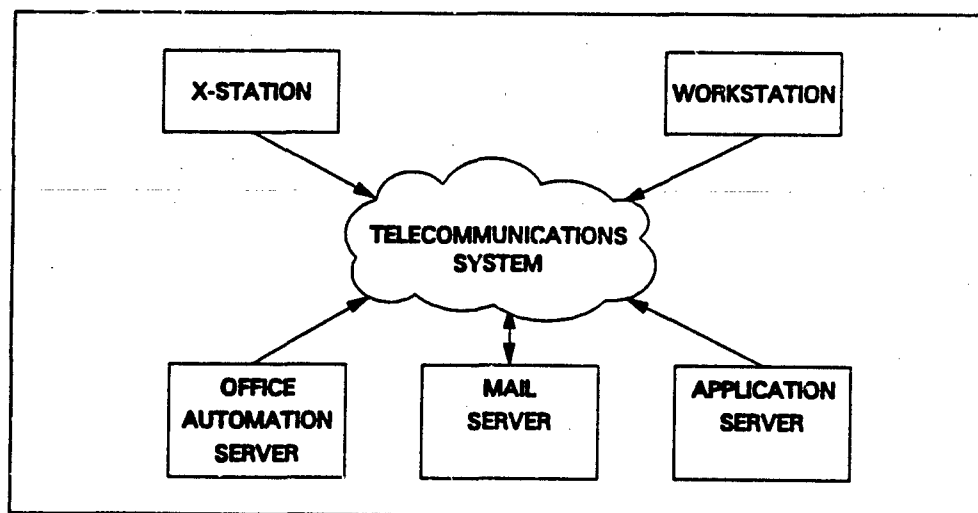 X-STATION
WORKSTATION
TELECOMMUNICATIONS
SYSTEM
OFFICE
AUTOMATION
SERVER
MAIL
SERVER
APPLICATION
SERVER